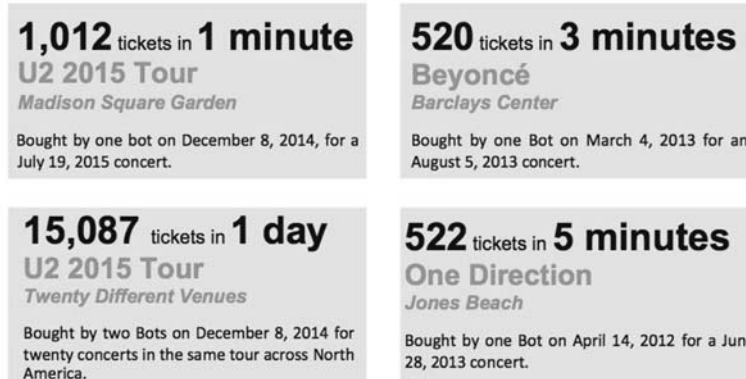 1,012 tickets in 1 minute
U2 2015 Tour
Madison Square Garden
Bought by one bot on December 8, 2014, for a
July 19, 2015 concert.
520 tickets in 3 minutes
Beyoncé
Barclays Center
Bought by one Bot on March 4, 2013 for an
August 5, 2013 concert.
15,087 tickets in 1 day
U2 2015 Tour
Twenty Different Venues
Bought by two Bots on December 8, 2014 for
twenty concerts in the same tour across North
America.
522 tickets in 5 minutes
One Direction
Jones Beach
Bought by one Bot on April 14, 2012 for a Jun
28, 2013 concert.